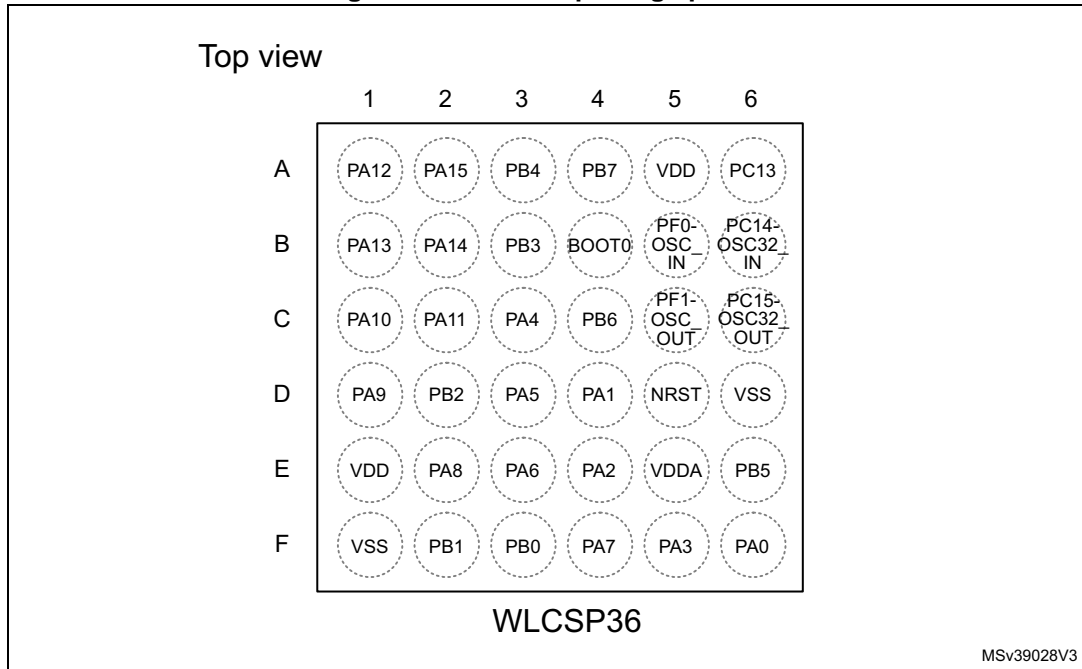 Top view
1 2 3 4 5 6
A PA12 PA15 PB4 PB7 VDD PC13
B PA13 PA14 PB3 BOOT0 PF0-OSC_IN PC14-OSC32_IN
C PA10 PA11 PA4 PB6 PF1-OSC_OUT PC15-OSC32_OUT
D PA9 PB2 PA5 PA1 NRST VSS
E VDD PA8 PA6 PA2 VDDA PB5
F VSS PB1 PB0 PA7 PA3 PA0
WLCSP36
MSv39028V3